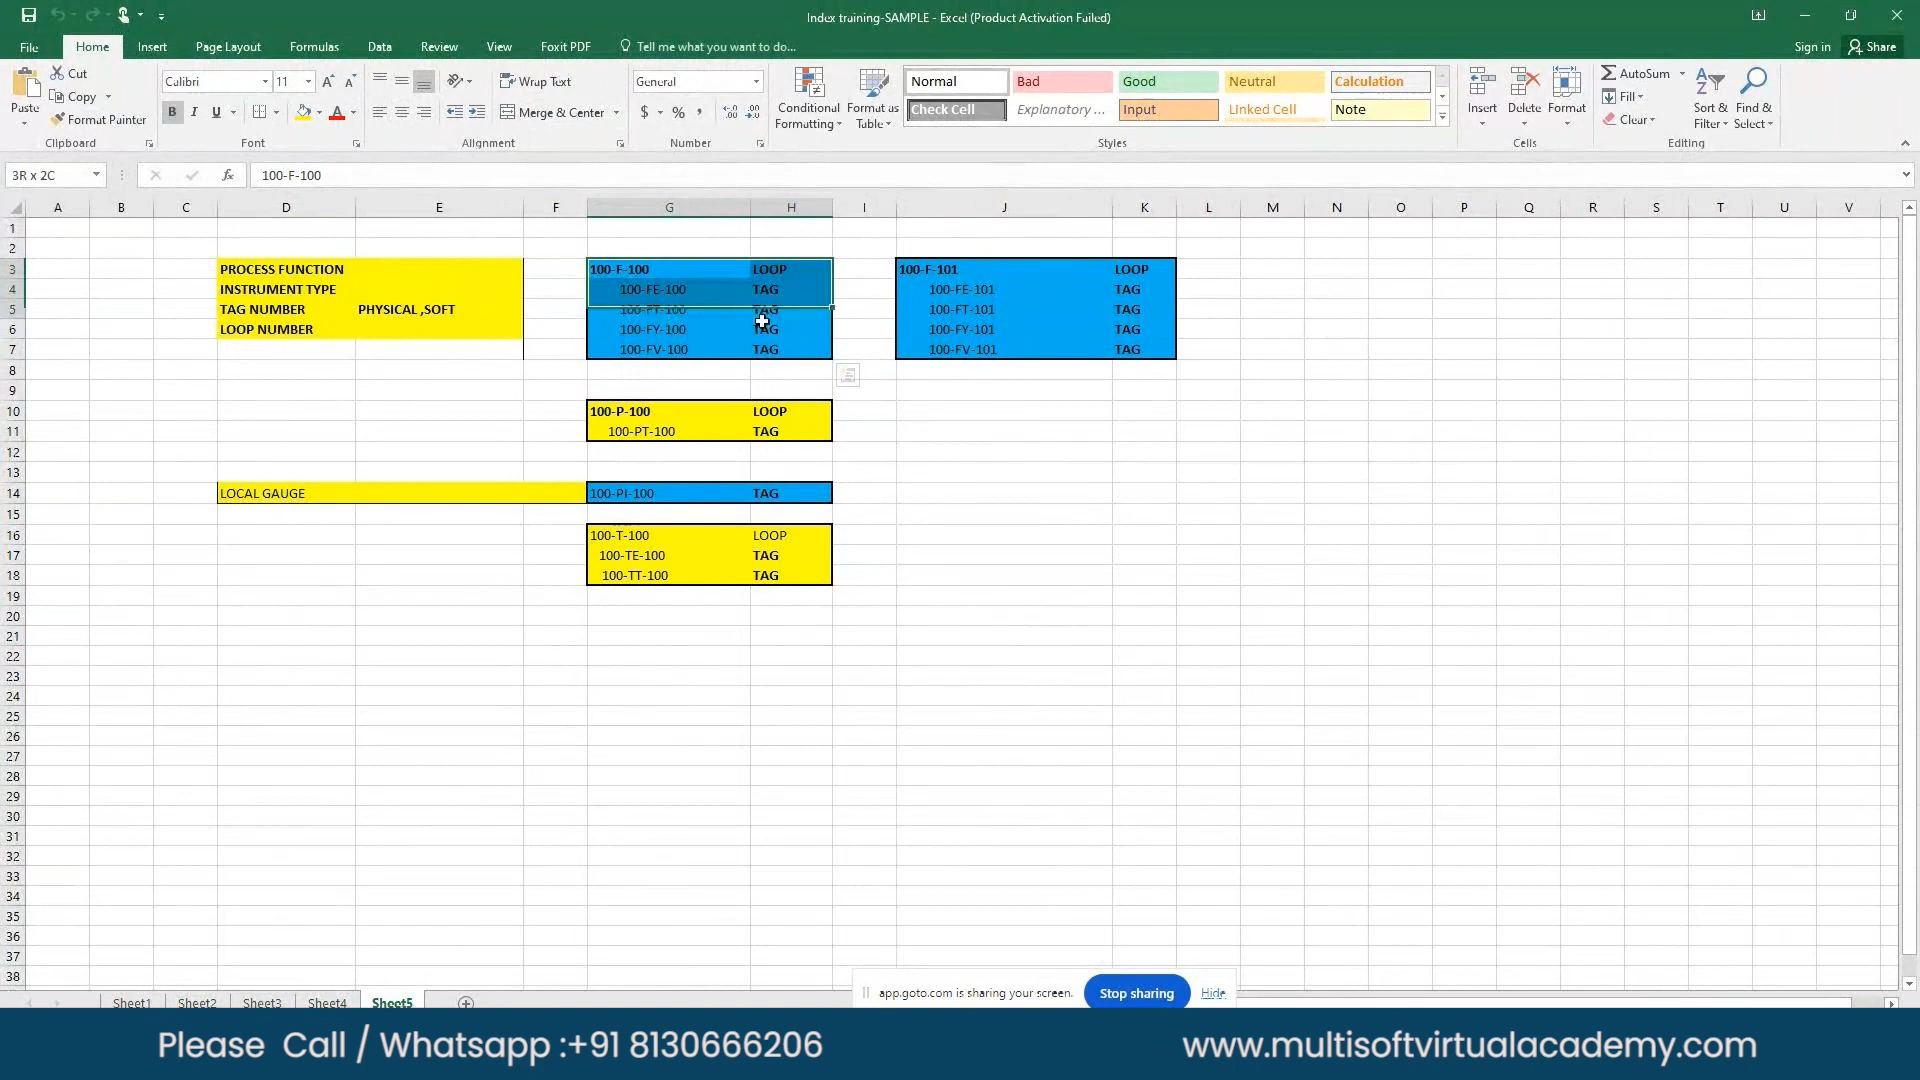 Index training-SAMPLE - Excel (Product Activation Failed)
File Home Insert Page Layout Formulas Data Review View Foxit PDF Tell me what you want to do... Sign in Share
Paste
Cut
Copy
Format Painter
Clipboard
Calibri 11
B I U
Font
Wrap Text
Merge & Center
Alignment
General
$ % ,
Number
Conditional Formatting
Format as Table
Normal Bad Good Neutral Calculation
Check Cell Explanatory ... Input Linked Cell Note
Styles
Insert Delete Format
Cells
AutoSum
Fill
Clear
Sort & Filter
Find & Select
Editing
3R x 2C fx 100-F-100
A B C D E F G H I J K L M N O P Q R S T U V
1
2
3 PROCESS FUNCTION 100-F-100 LOOP 100-F-101 LOOP
4 INSTRUMENT TYPE 100-FE-100 TAG 100-FE-101 TAG
5 TAG NUMBER PHYSICAL ,SOFT 100-FT-100 TAG 100-FT-101 TAG
6 LOOP NUMBER 100-FY-100 TAG 100-FY-101 TAG
7 100-FV-100 TAG 100-FV-101 TAG
8
9
10 100-P-100 LOOP
11 100-PT-100 TAG
12
13
14 LOCAL GAUGE 100-PI-100 TAG
15
16 100-T-100 LOOP
17 100-TE-100 TAG
18 100-TT-100 TAG
19
20
21
22
23
24
25
26
27
28
29
30
31
32
33
34
35
36
37
38
app.goto.com is sharing your screen. Stop sharing Hide
Sheet1 Sheet2 Sheet3 Sheet4 Sheet5
Please Call / Whatsapp :+91 8130666206 www.multisoftvirtualacademy.com